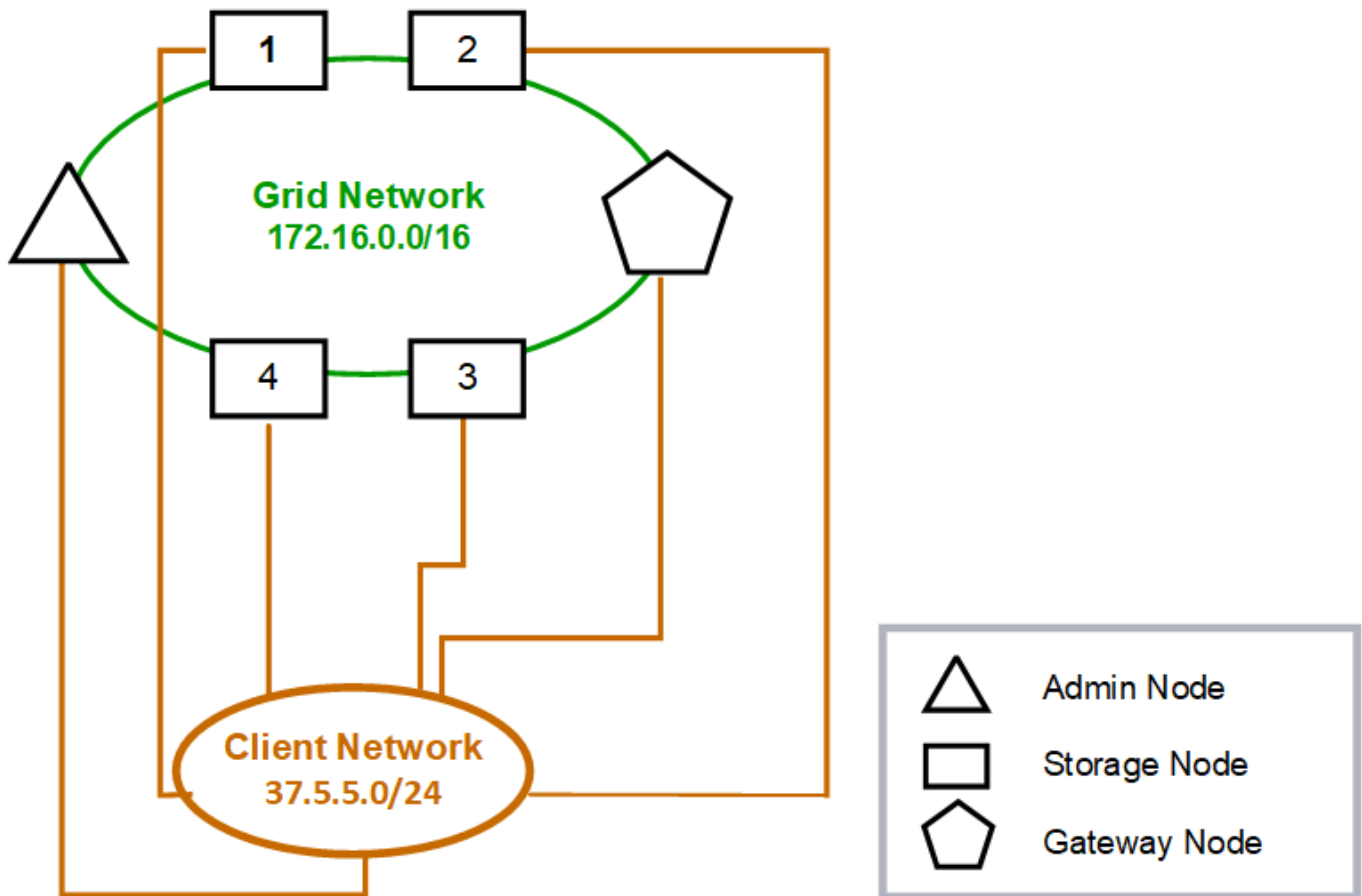 1
2
Grid Network
172.16.0.0/16
4
3
Client Network
37.5.5.0/24
Admin Node
Storage Node
Gateway Node